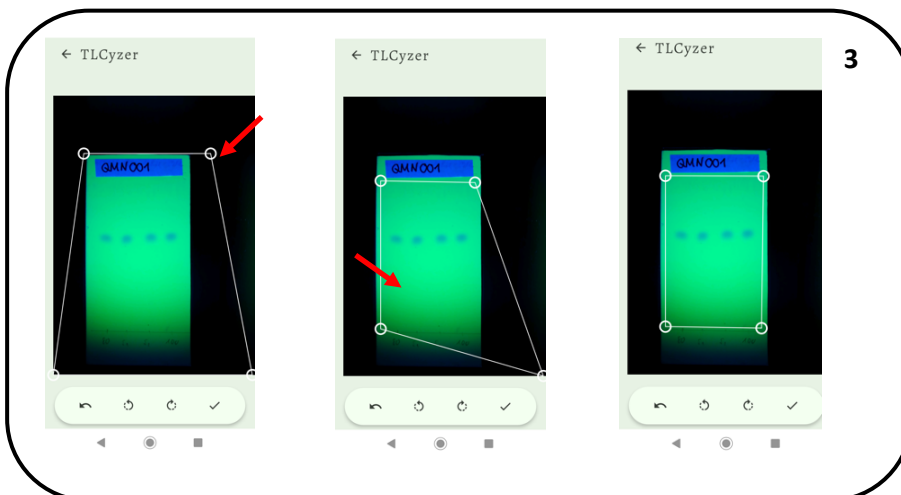 ← TLCyzer
QMN001
← TLCyzer
QMN001
← TLCyzer
QMN001
3